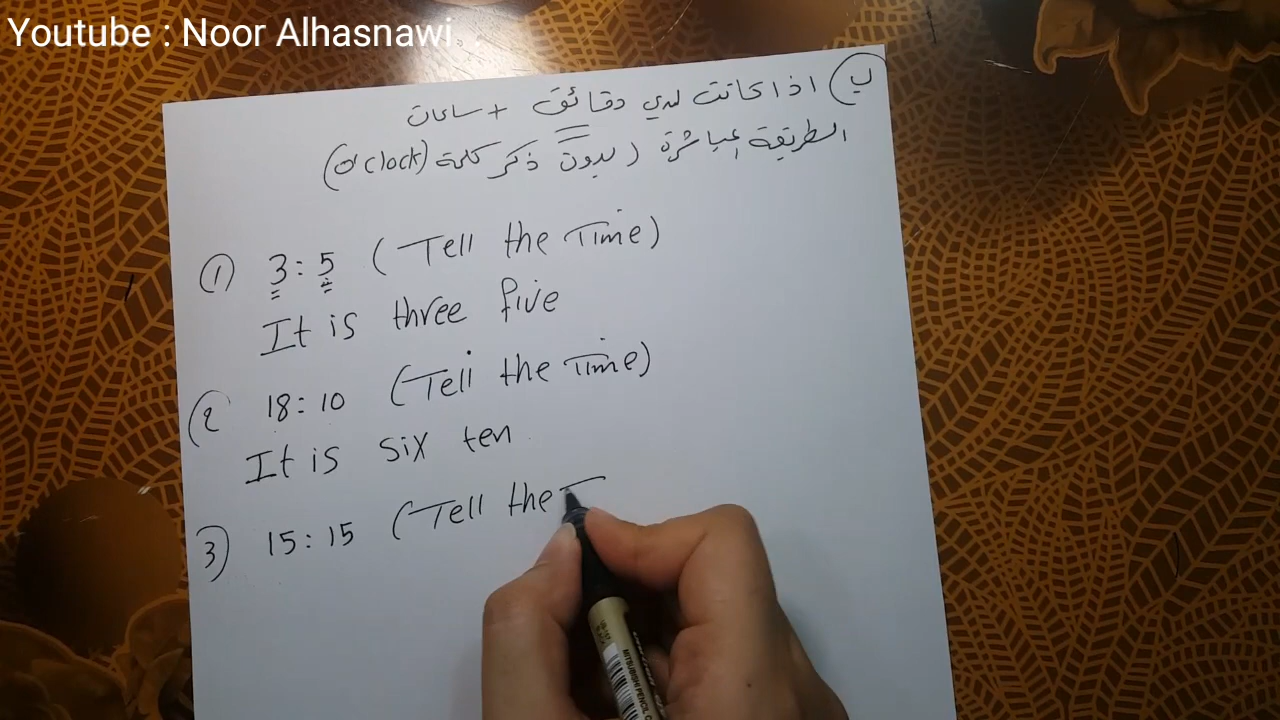 Youtube : Noor Alhasnawi
ب) اذا كانت لدي دقائق + ساعات
الطريقة المباشرة (بدون ذكر كلمة o'clock)
① 3 : 5 (Tell the Time)
It is three five
(2 18 : 10 (Tell the Time)
It is six ten
3) 15 : 15 (Tell the T
MITSUBISHI PENCIL C